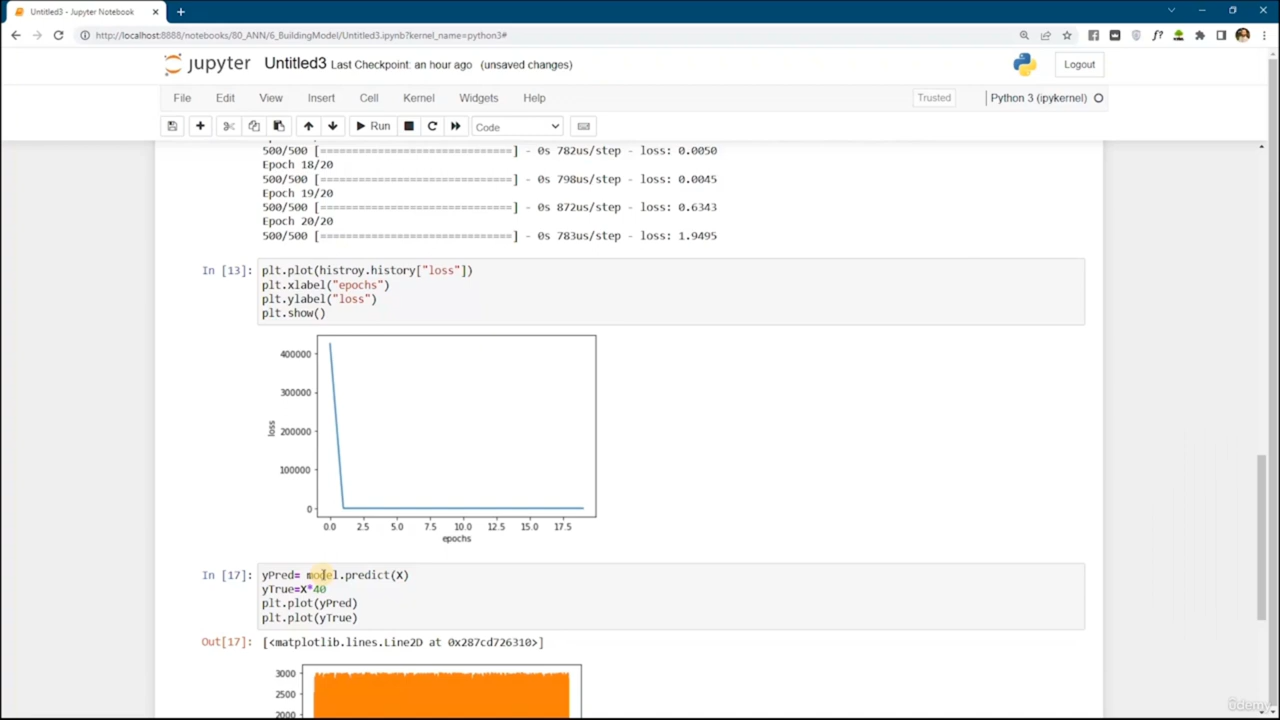 Untitled3 - Jupyter Notebook
http://localhost:8888/notebooks/80_ANN/6_BuildingModel/Untitled3.ipynb?kernel_name=python3#
jupyter Untitled3 Last Checkpoint: an hour ago (unsaved changes)
Logout
File Edit View Insert Cell Kernel Widgets Help
Trusted
Python 3 (ipykernel)
Run
Code
500/500 [==============================] - 0s 782us/step - loss: 0.0050
Epoch 18/20
500/500 [==============================] - 0s 798us/step - loss: 0.0045
Epoch 19/20
500/500 [==============================] - 0s 872us/step - loss: 0.6343
Epoch 20/20
500/500 [==============================] - 0s 783us/step - loss: 1.9495
In [13]: plt.plot(histroy.history["loss"])
plt.xlabel("epochs")
plt.ylabel("loss")
plt.show()
400000
300000
200000
100000
0
loss
0.0 2.5 5.0 7.5 10.0 12.5 15.0 17.5
epochs
In [17]: yPred= model.predict(X)
yTrue=X*40
plt.plot(yPred)
plt.plot(yTrue)
Out[17]: [<matplotlib.lines.Line2D at 0x287cd726310>]
3000
2500
2000
ûdemy